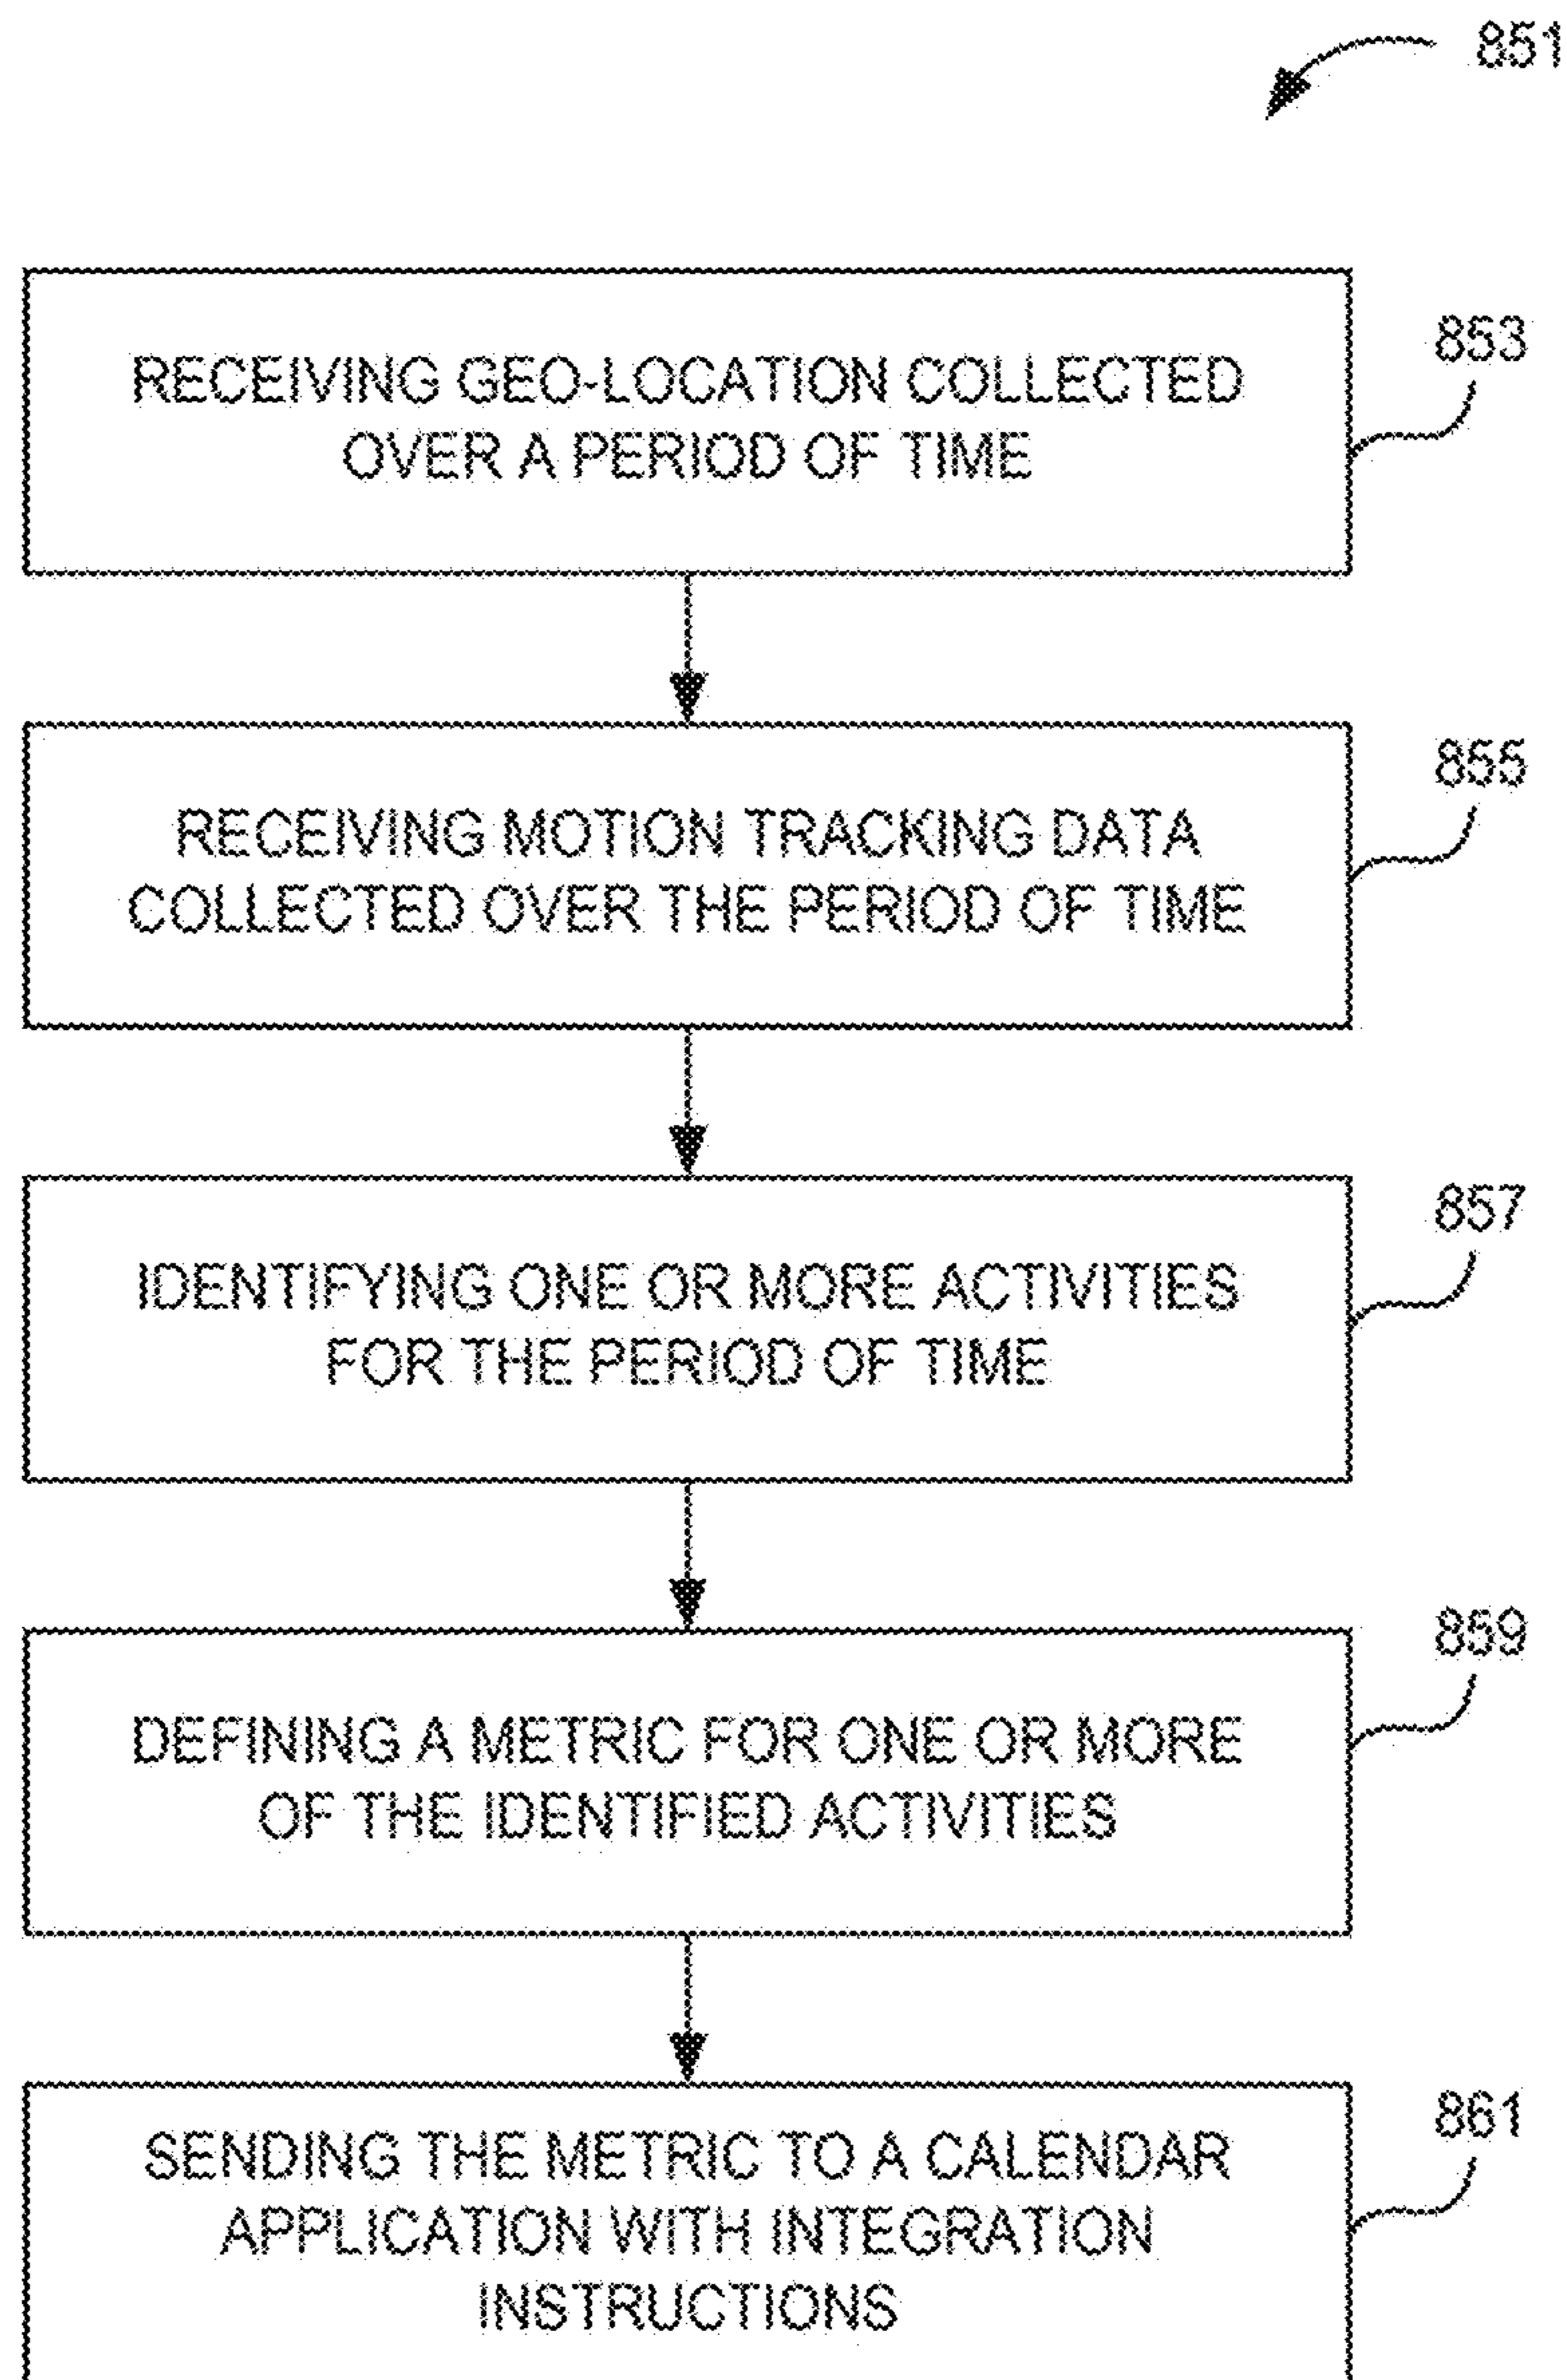 851
RECEIVING GEO-LOCATION COLLECTED
OVER A PERIOD OF TIME
853
RECEIVING MOTION TRACKING DATA
COLLECTED OVER THE PERIOD OF TIME
855
IDENTIFYING ONE OR MORE ACTIVITIES
FOR THE PERIOD OF TIME
857
DEFINING A METRIC FOR ONE OR MORE
OF THE IDENTIFIED ACTIVITIES
859
SENDING THE METRIC TO A CALENDAR
APPLICATION WITH INTEGRATION
INSTRUCTIONS
861